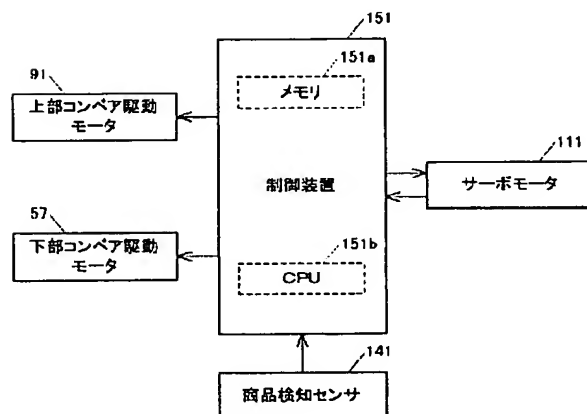 151
151a
メモリ
91
上部コンベア駆動
モータ
111
サーボモータ
制御装置
57
下部コンベア駆動
モータ
151b
CPU
141
商品検知センサ